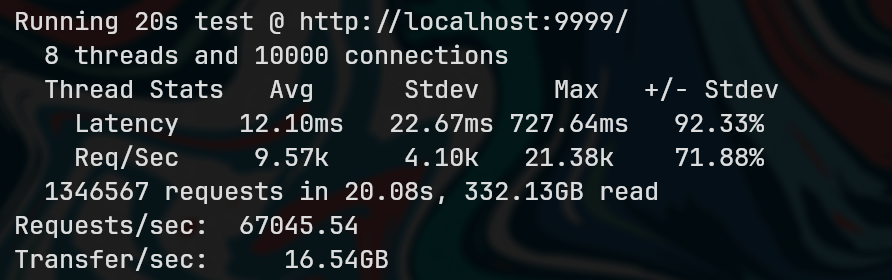 Running 20s test @ http://localhost:9999/
8 threads and 10000 connections
Thread Stats Avg Stdev Max +/- Stdev
Latency 12.10ms 22.67ms 727.64ms 92.33%
Req/Sec 9.57k 4.10k 21.38k 71.88%
1346567 requests in 20.08s, 332.13GB read
Requests/sec: 67045.54
Transfer/sec: 16.54GB